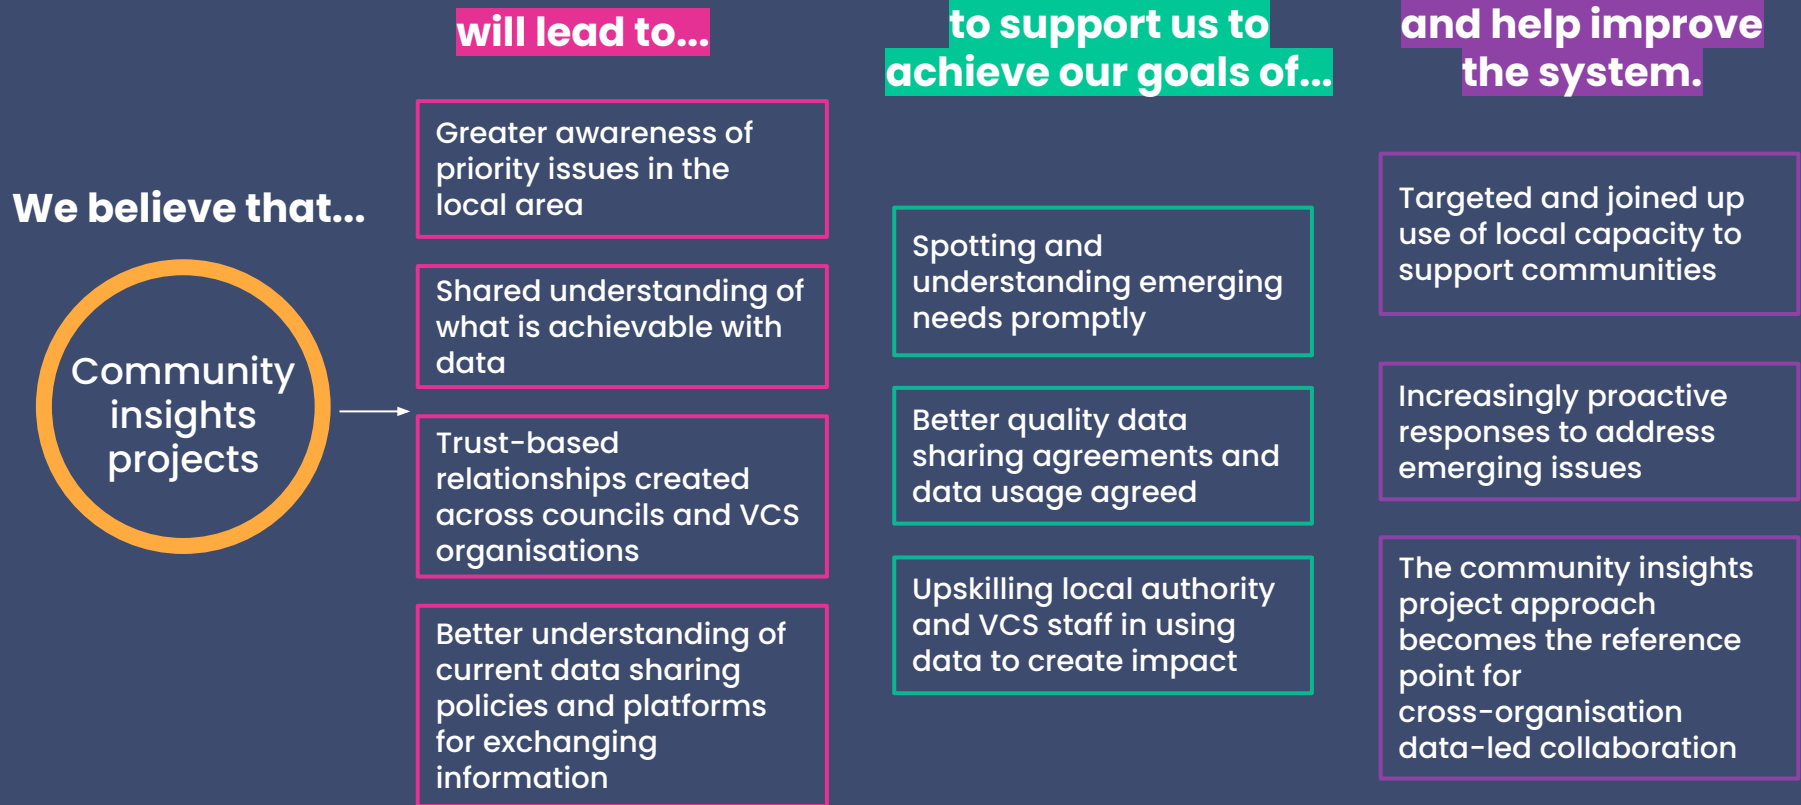 We believe that...
Community
insights
projects
will lead to...
Greater awareness of
priority issues in the
local area
Shared understanding of
what is achievable with
data
Trust-based
relationships created
across councils and VCS
organisations
Better understanding of
current data sharing
policies and platforms
for exchanging
information
to support us to
achieve our goals of...
Spotting and
understanding emerging
needs promptly
Better quality data
sharing agreements and
data usage agreed
Upskilling local authority
and VCS staff in using
data to create impact
and help improve
the system.
Targeted and joined up
use of local capacity to
support communities
Increasingly proactive
responses to address
emerging issues
The community insights
project approach
becomes the reference
point for
cross-organisation
data-led collaboration